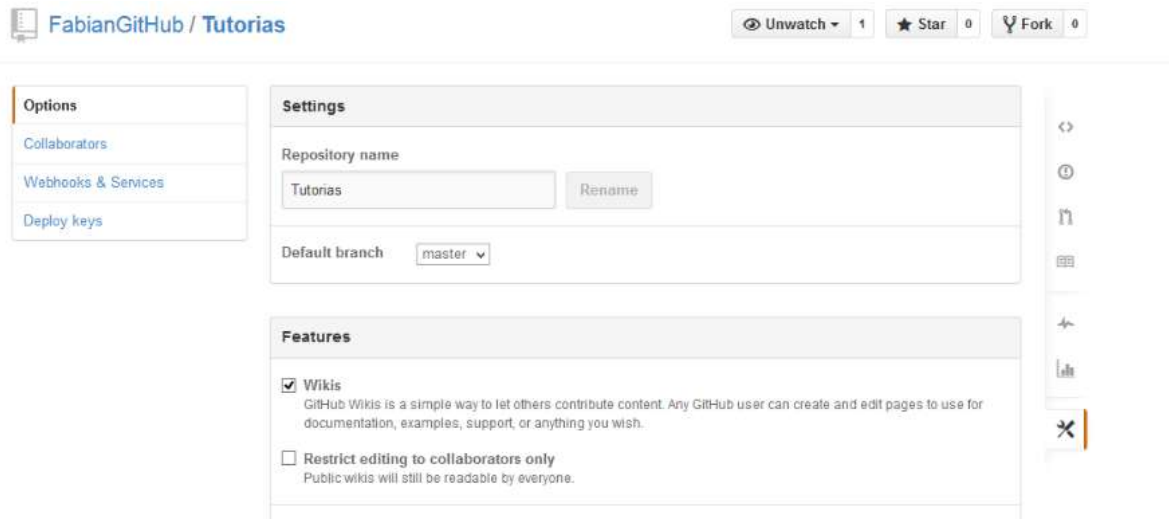 FabianGitHub / Tutorias
Unwatch 1
Star 0
Fork 0
Options
Collaborators
Webhooks & Services
Deploy keys
Settings
Repository name
Tutorias
Rename
Default branch
master
Features
Wikis
GitHub Wikis is a simple way to let others contribute content. Any GitHub user can create and edit pages to use for
documentation, examples, support, or anything you wish.
Restrict editing to collaborators only
Public wikis will still be readable by everyone.